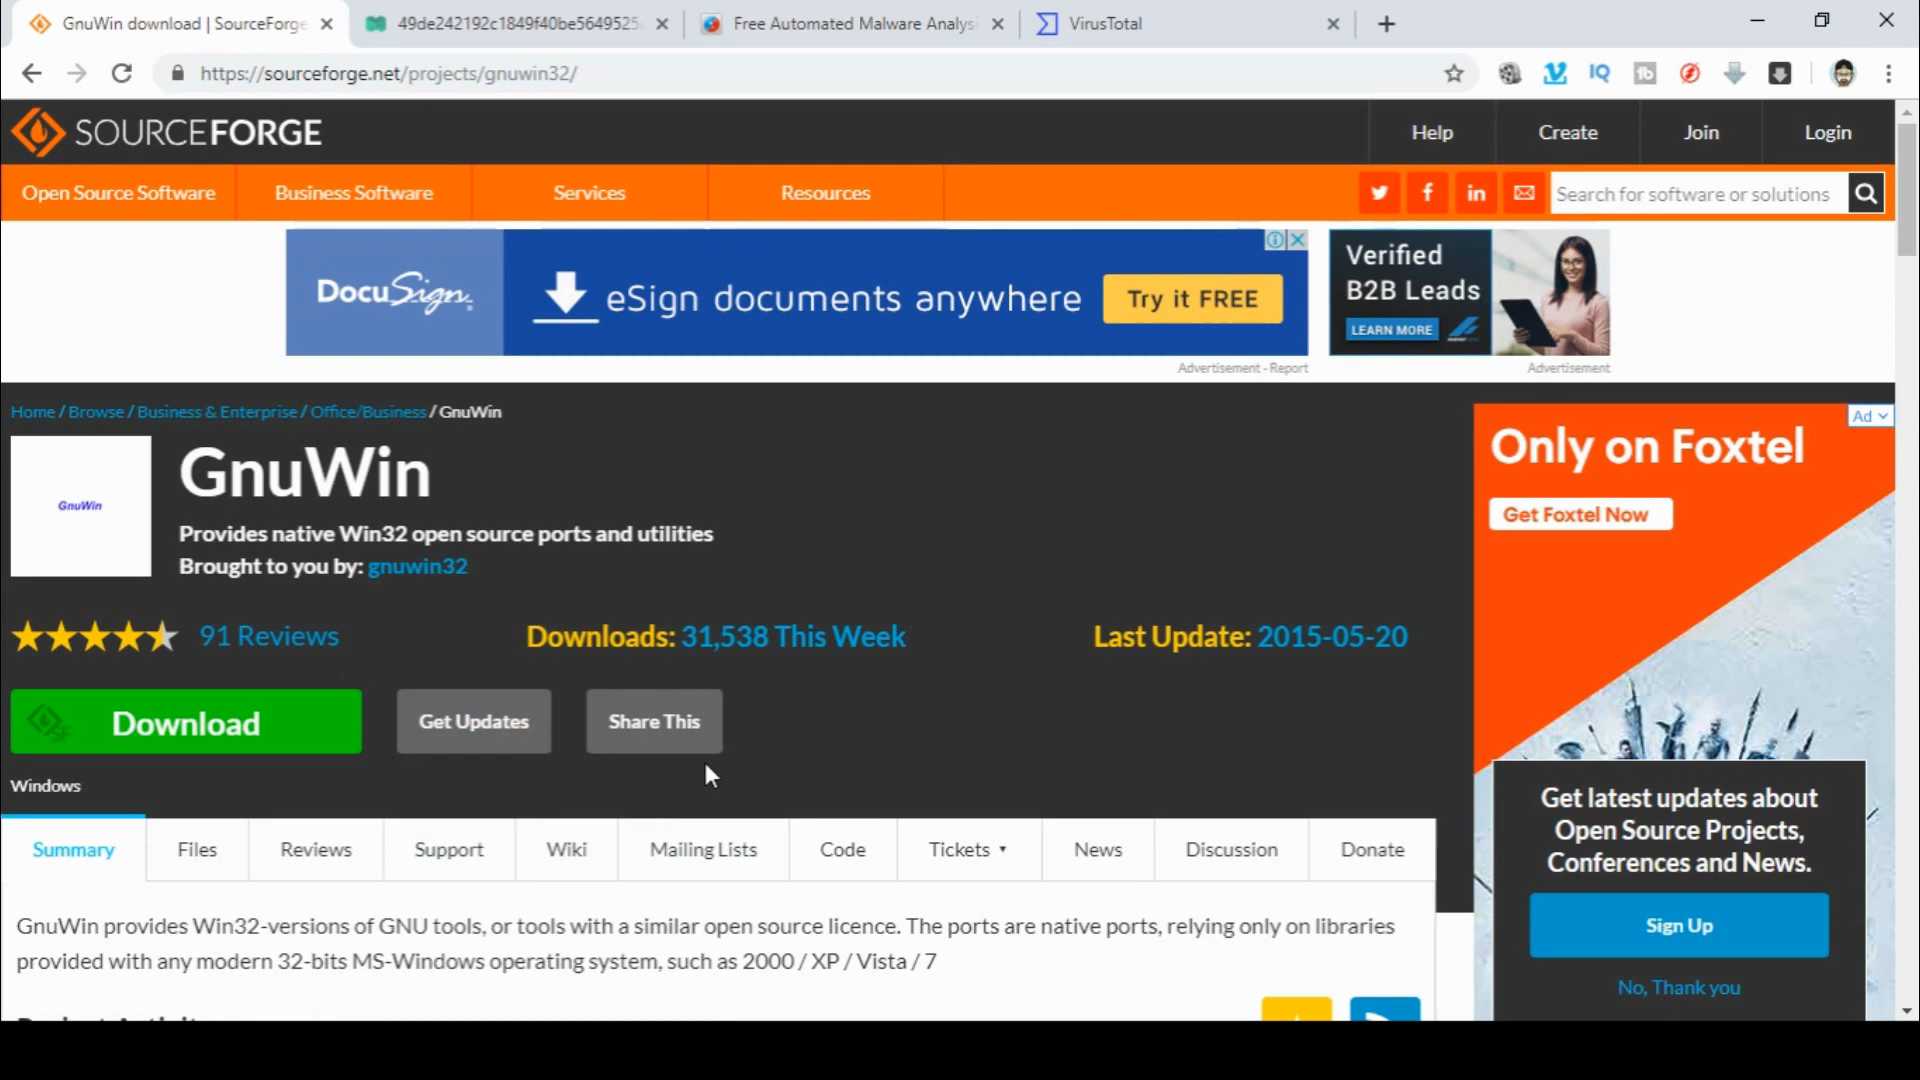 GnuWin download | SourceForge
49de242192c1849f40be5649525
Free Automated Malware Analysi
VirusTotal
https://sourceforge.net/projects/gnuwin32/
IQ
SOURCEFORGE
Help
Create
Join
Login
Open Source Software
Business Software
Services
Resources
Search for software or solutions
DocuSign
eSign documents anywhere
Try it FREE
Advertisement - Report
Verified
B2B Leads
LEARN MORE
Advertisement
Home / Browse / Business & Enterprise / Office/Business / GnuWin
GnuWin
GnuWin
Provides native Win32 open source ports and utilities
Brought to you by: gnuwin32
91 Reviews
Downloads: 31,538 This Week
Last Update: 2015-05-20
Download
Get Updates
Share This
Windows
Summary
Files
Reviews
Support
Wiki
Mailing Lists
Code
Tickets
News
Discussion
Donate
GnuWin provides Win32-versions of GNU tools, or tools with a similar open source licence. The ports are native ports, relying only on libraries
provided with any modern 32-bits MS-Windows operating system, such as 2000 / XP / Vista / 7
Ad
Only on Foxtel
Get Foxtel Now
Get latest updates about
Open Source Projects,
Conferences and News.
Sign Up
No, Thank you